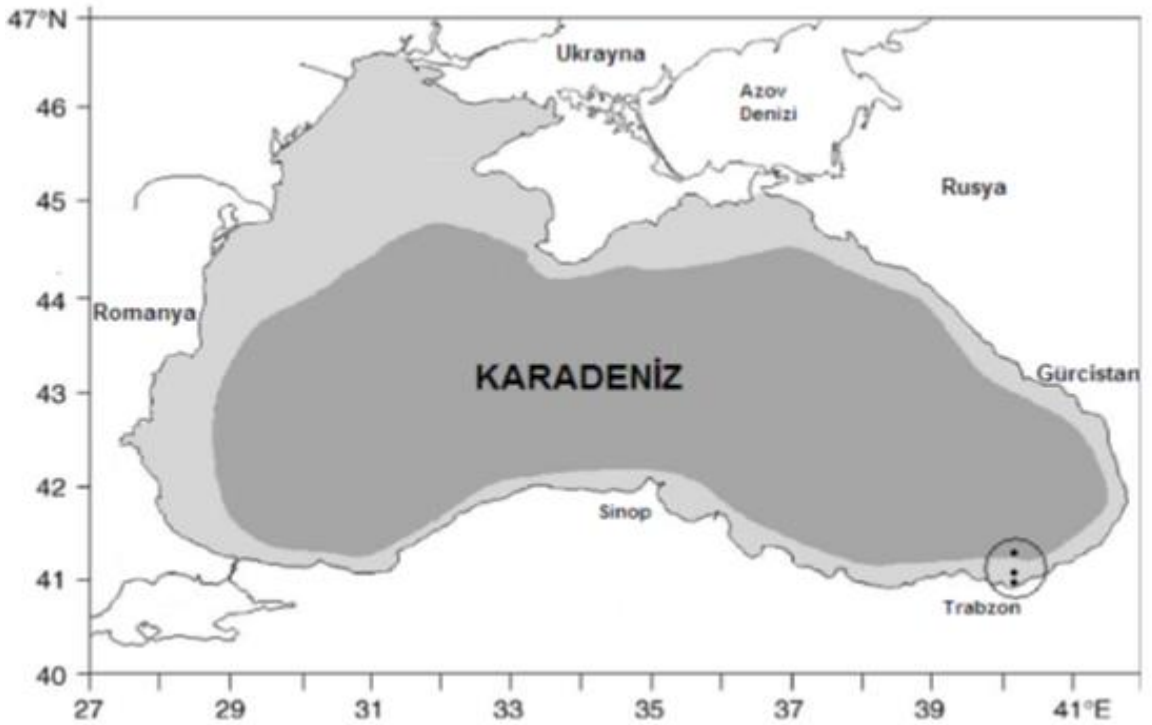 47°N
Ukrayna
46
Azov
Denizi
45
Rusya
44
Romanya
KARADENİZ
Gürcistan
43
42
Sinop
41
Trabzon
40
27 29 31 33 35 37 39 41°E